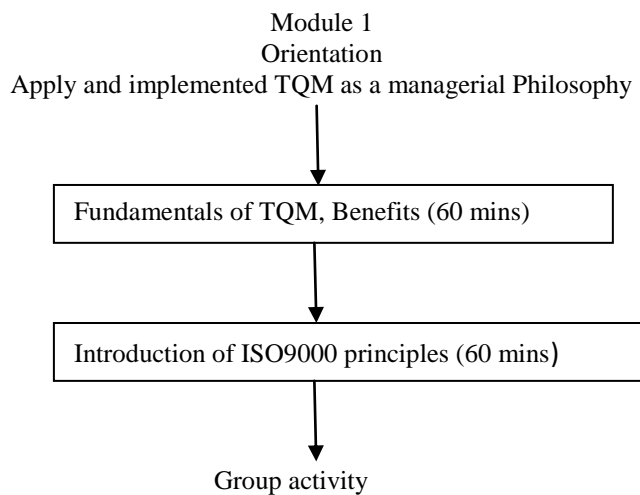 Module 1
Orientation
Apply and implemented TQM as a managerial Philosophy
Fundamentals of TQM, Benefits (60 mins)
Introduction of ISO9000 principles (60 mins)
Group activity